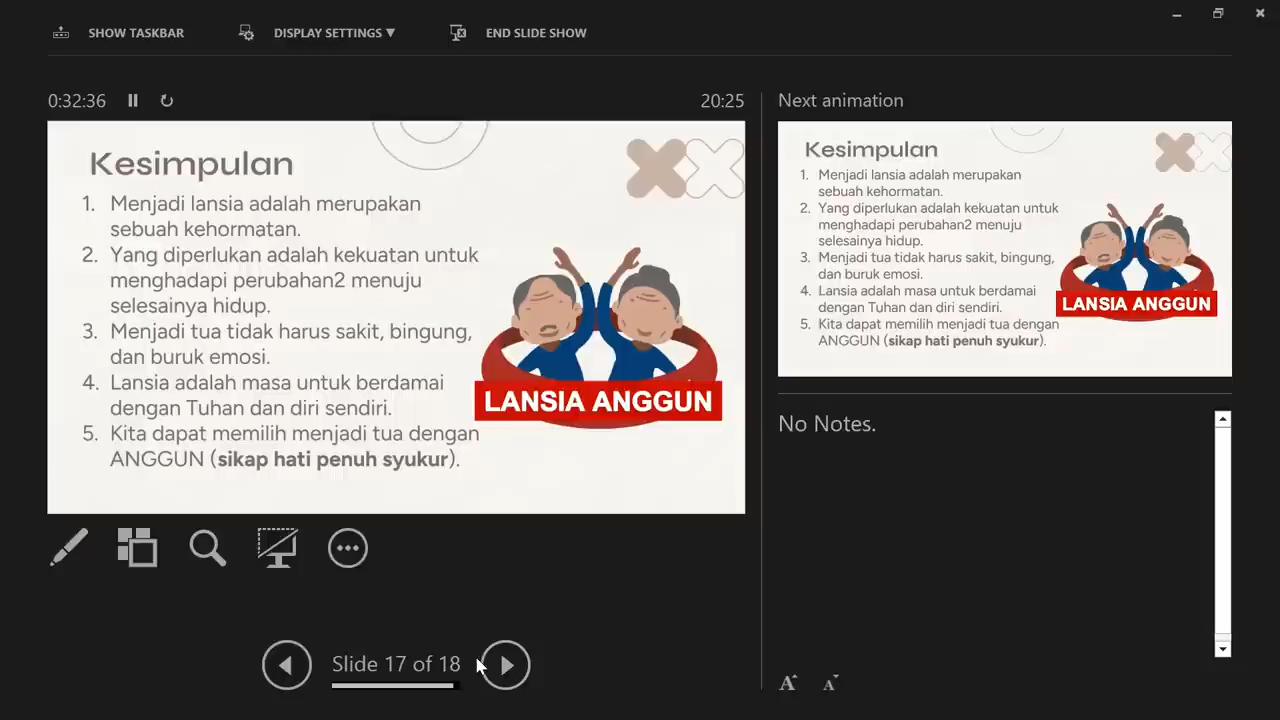 SHOW TASKBAR
DISPLAY SETTINGS ▼
END SLIDE SHOW
0:32:36
20:25
Kesimpulan
1. Menjadi lansia adalah merupakan
sebuah kehormatan.
2. Yang diperlukan adalah kekuatan untuk
menghadapi perubahan2 menuju
selesainya hidup.
3. Menjadi tua tidak harus sakit, bingung,
dan buruk emosi.
4. Lansia adalah masa untuk berdamai
dengan Tuhan dan diri sendiri.
5. Kita dapat memilih menjadi tua dengan
ANGGUN (sikap hati penuh syukur).
LANSIA ANGGUN
Slide 17 of 18
Next animation
Kesimpulan
1. Menjadi lansia adalah merupakan
sebuah kehormatan.
2. Yang diperlukan adalah kekuatan untuk
menghadapi perubahan2 menuju
selesainya hidup.
3. Menjadi tua tidak harus sakit, bingung,
dan buruk emosi.
4. Lansia adalah masa untuk berdamai
dengan Tuhan dan diri sendiri.
5. Kita dapat memilih menjadi tua dengan
ANGGUN (sikap hati penuh syukur).
LANSIA ANGGUN
No Notes.
A A